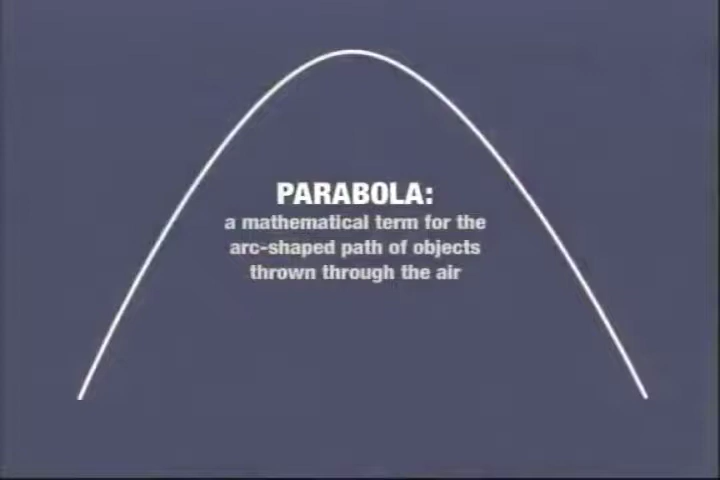 PARABOLA:
a mathematical term for the
arc-shaped path of objects
thrown through the air